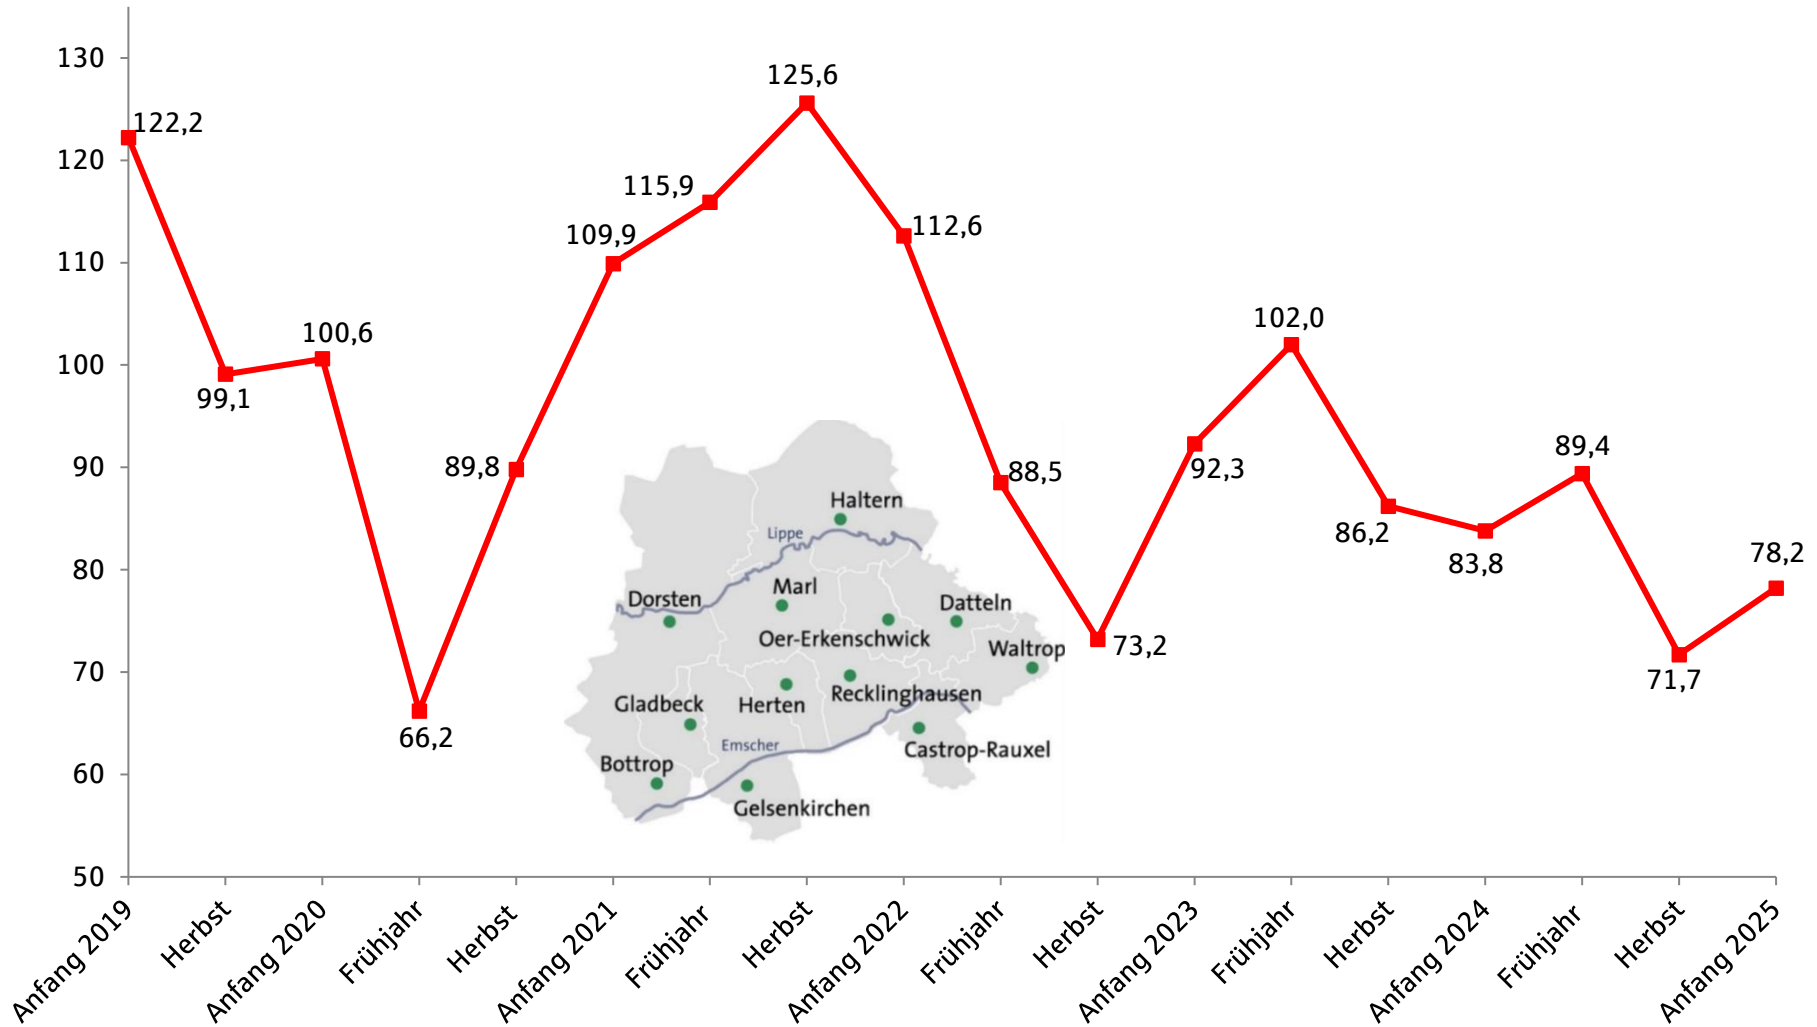 130
120
110
100
90
80
70
60
50
122,2
99,1
100,6
66,2
89,8
109,9
115,9
125,6
112,6
88,5
73,2
92,3
102,0
86,2
83,8
89,4
71,7
78,2
Haltern
Lippe
Marl
Dorsten
Datteln
Oer-Erkenschwick
Waltrop
Recklinghausen
Gladbeck
Herten
Emscher
Castrop-Rauxel
Bottrop
Gelsenkirchen
Anfang 2019
Herbst
Anfang 2020
Frühjahr
Herbst
Anfang 2021
Frühjahr
Herbst
Anfang 2022
Frühjahr
Herbst
Anfang 2023
Frühjahr
Herbst
Anfang 2024
Frühjahr
Herbst
Anfang 2025